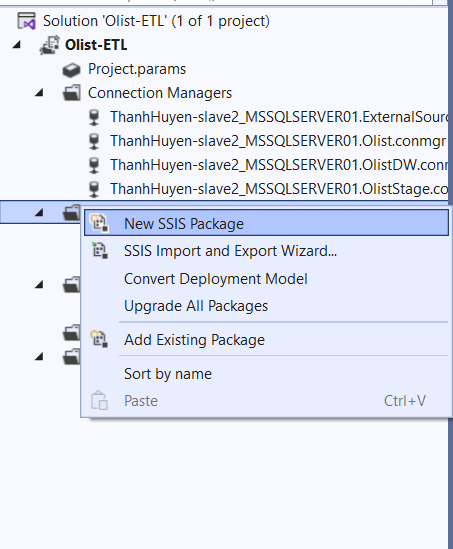 Solution 'Olist-ETL' (1 of 1 project)
Olist-ETL
Project.params
Connection Managers
ThanhHuyen-slave2_MSSQLSERVER01.ExternalSour
ThanhHuyen-slave2_MSSQLSERVER01.Olist.conmgr
ThanhHuyen-slave2_MSSQLSERVER01.OlistDW.conm
ThanhHuyen-slave2_MSSQLSERVER01.OlistStage.co
New SSIS Package
SSIS Import and Export Wizard...
Convert Deployment Model
Upgrade All Packages
Add Existing Package
Sort by name
Paste Ctrl+V